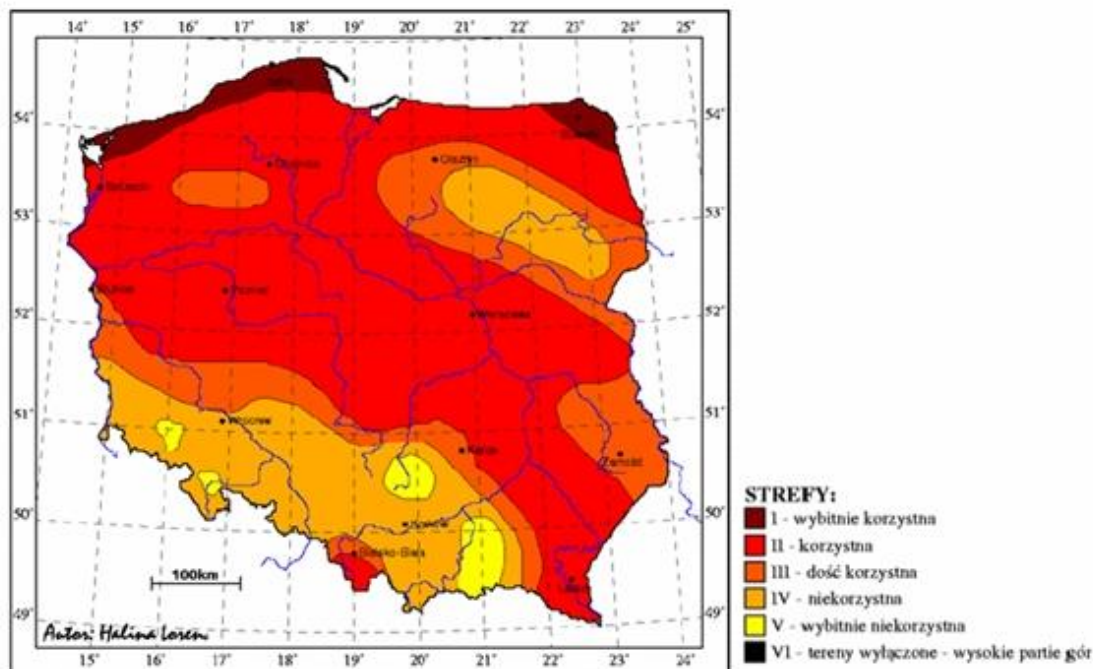 14° 15° 16° 17° 18° 19° 20° 21° 22° 23° 24° 25°
54° 54°
Olsztyn
53° 53°
Poznań
Warszawa
52° 52°
51° Wrocław Kielce 51°
Zamość
50° Kraków 50°
Bielsko-Biała
100km
49° 49°
Autor: Halina Loren.
15° 16° 17° 18° 19° 20° 21° 22° 23° 24°
STREFY:
I - wybitnie korzystna
II - korzystna
III - dość korzystna
IV - niekorzystna
V - wybitnie niekorzystna
VI - tereny wyłączone - wysokie partie gór